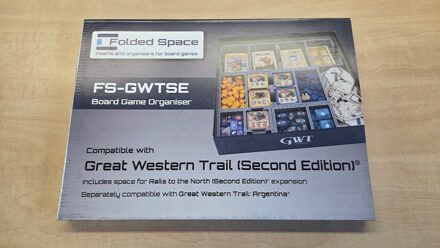 Folded Space
inserts and organisers for board games
FS-GWTSE
Board Game Organiser
GWT
Compatible with
Great Western Trail (Second Edition)®
Includes space for Rails to the North (Second Edition)® expansion
Separately compatible with Great Western Trail: Argentina®